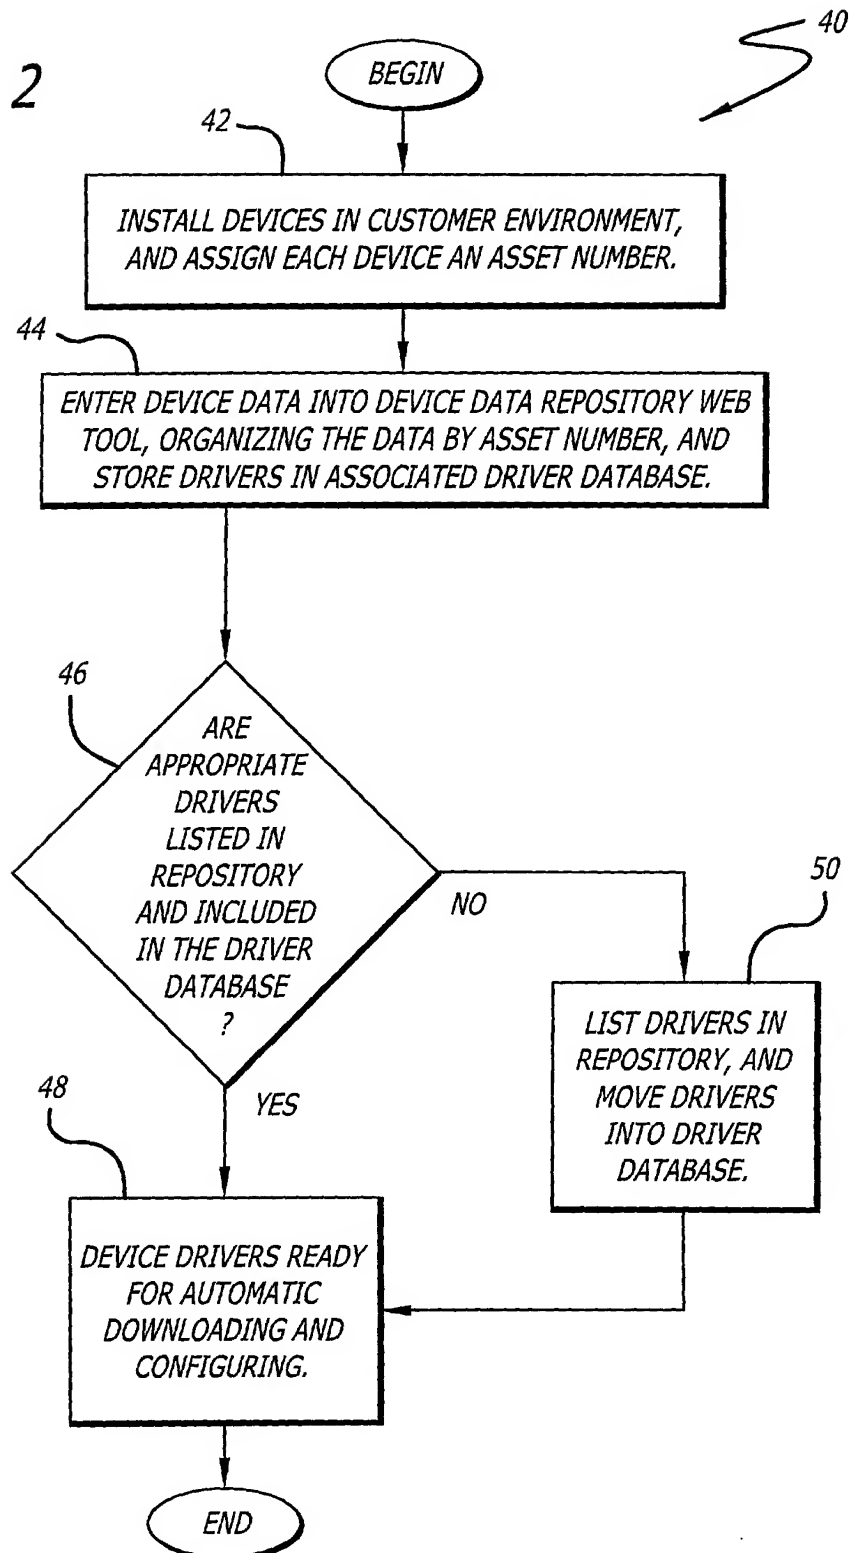 40
2
BEGIN
42
INSTALL DEVICES IN CUSTOMER ENVIRONMENT,
AND ASSIGN EACH DEVICE AN ASSET NUMBER.
44
ENTER DEVICE DATA INTO DEVICE DATA REPOSITORY WEB
TOOL, ORGANIZING THE DATA BY ASSET NUMBER, AND
STORE DRIVERS IN ASSOCIATED DRIVER DATABASE.
46
ARE
APPROPRIATE
DRIVERS
LISTED IN
REPOSITORY
AND INCLUDED
IN THE DRIVER
DATABASE
?
NO
50
LIST DRIVERS IN
REPOSITORY, AND
MOVE DRIVERS
INTO DRIVER
DATABASE.
YES
48
DEVICE DRIVERS READY
FOR AUTOMATIC
DOWNLOADING AND
CONFIGURING.
END